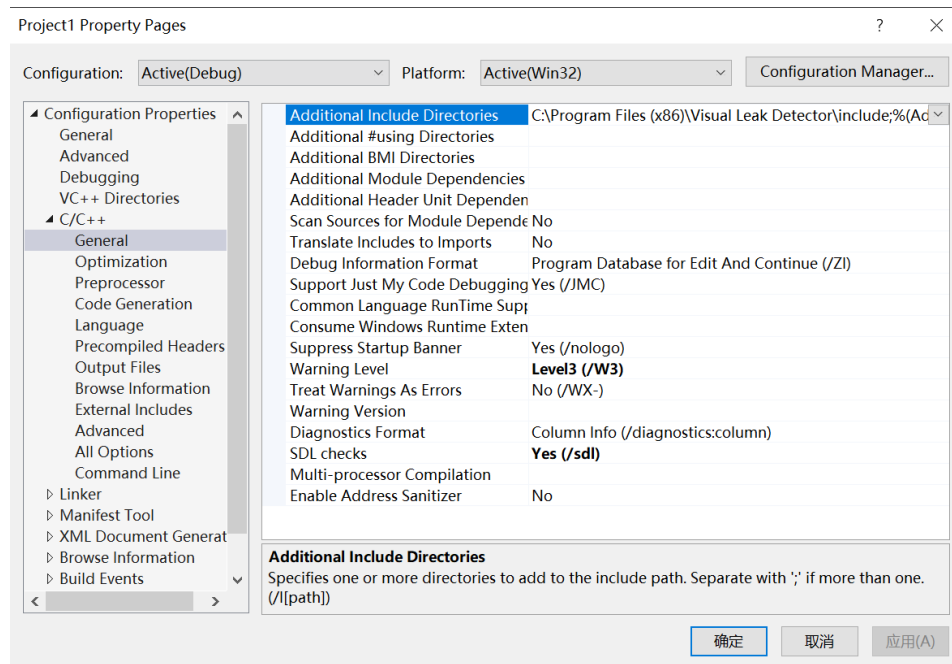 Project1 Property Pages
?
Configuration: Active(Debug) Platform: Active(Win32) Configuration Manager...
Configuration Properties
General
Advanced
Debugging
VC++ Directories
C/C++
General
Optimization
Preprocessor
Code Generation
Language
Precompiled Headers
Output Files
Browse Information
External Includes
Advanced
All Options
Command Line
Linker
Manifest Tool
XML Document Generat
Browse Information
Build Events
Additional Include Directories C:\Program Files (x86)\Visual Leak Detector\include;%(Ad
Additional #using Directories
Additional BMI Directories
Additional Module Dependencies
Additional Header Unit Dependen
Scan Sources for Module Depende No
Translate Includes to Imports No
Debug Information Format Program Database for Edit And Continue (/ZI)
Support Just My Code Debugging Yes (/JMC)
Common Language RunTime Supp
Consume Windows Runtime Exten
Suppress Startup Banner Yes (/nologo)
Warning Level Level3 (/W3)
Treat Warnings As Errors No (/WX-)
Warning Version
Diagnostics Format Column Info (/diagnostics:column)
SDL checks Yes (/sdl)
Multi-processor Compilation
Enable Address Sanitizer No
Additional Include Directories
Specifies one or more directories to add to the include path. Separate with ';' if more than one.
(/I[path])
确定 取消 应用(A)